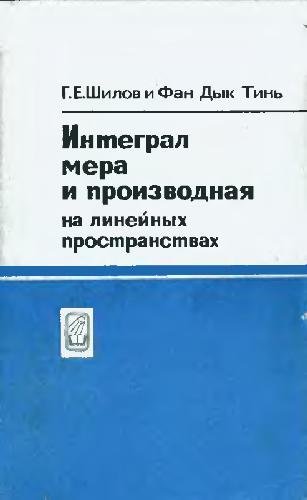 Г.Е.Шилов и Фан Дык Тинь
Интеграл
мера
и производная
на линейных
пространствах